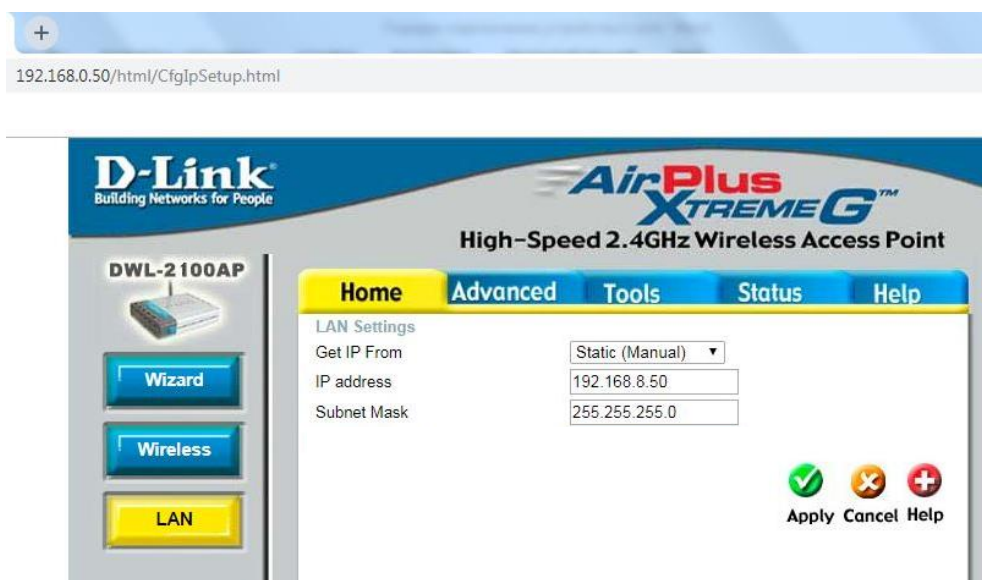 +
192.168.0.50/html/CfgIpSetup.html
D-Link
Building Networks for People
AirPlus
XTREME G™
High-Speed 2.4GHz Wireless Access Point
DWL-2100AP
Home Advanced Tools Status Help
LAN Settings
Get IP From Static (Manual)
IP address 192.168.8.50
Subnet Mask 255.255.255.0
Wizard
Wireless
LAN
Apply Cancel Help